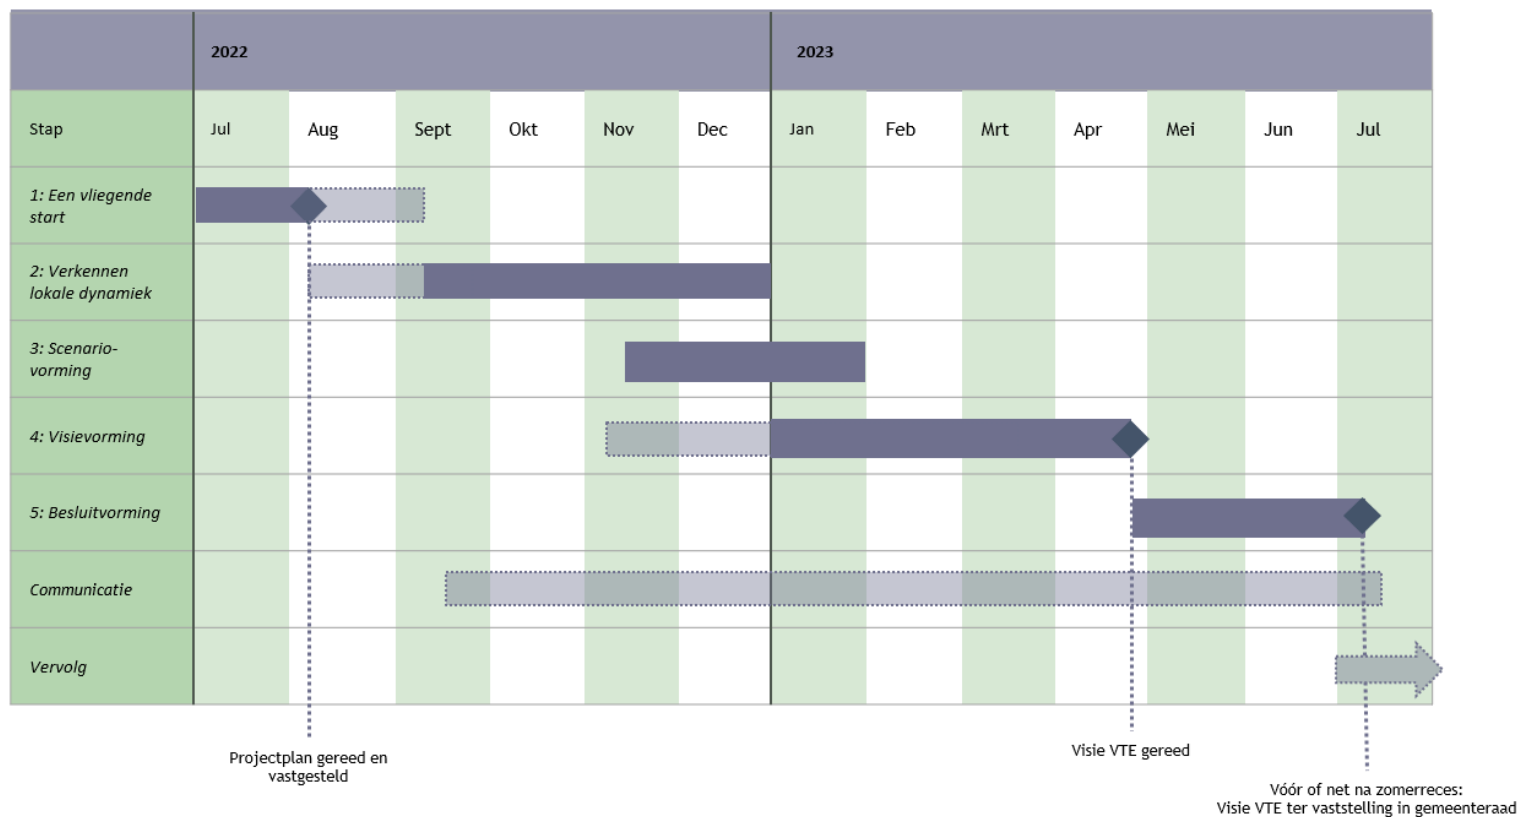 2022
2023
Stap
Jul
Aug
Sept
Okt
Nov
Dec
Jan
Feb
Mrt
Apr
Mei
Jun
Jul
1: Een vliegende
start
2: Verkennen
lokale dynamiek
3: Scenario-
vorming
4: Visievorming
5: Besluitvorming
Communicatie
Vervolg
Projectplan gereed en
vastgesteld
Visie VTE gereed
Vóór of net na zomerreces:
Visie VTE ter vaststelling in gemeenteraad